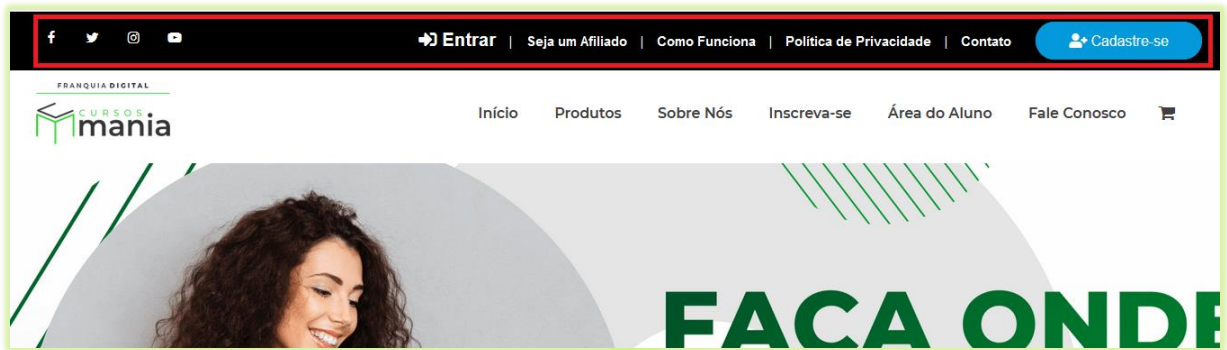 Entrar | Seja um Afiliado | Como Funciona | Política de Privacidade | Contato Cadastre-se
FRANQUIA DIGITAL
CURSOS
mania
Início Produtos Sobre Nós Inscreva-se Área do Aluno Fale Conosco
FAÇA ONDE